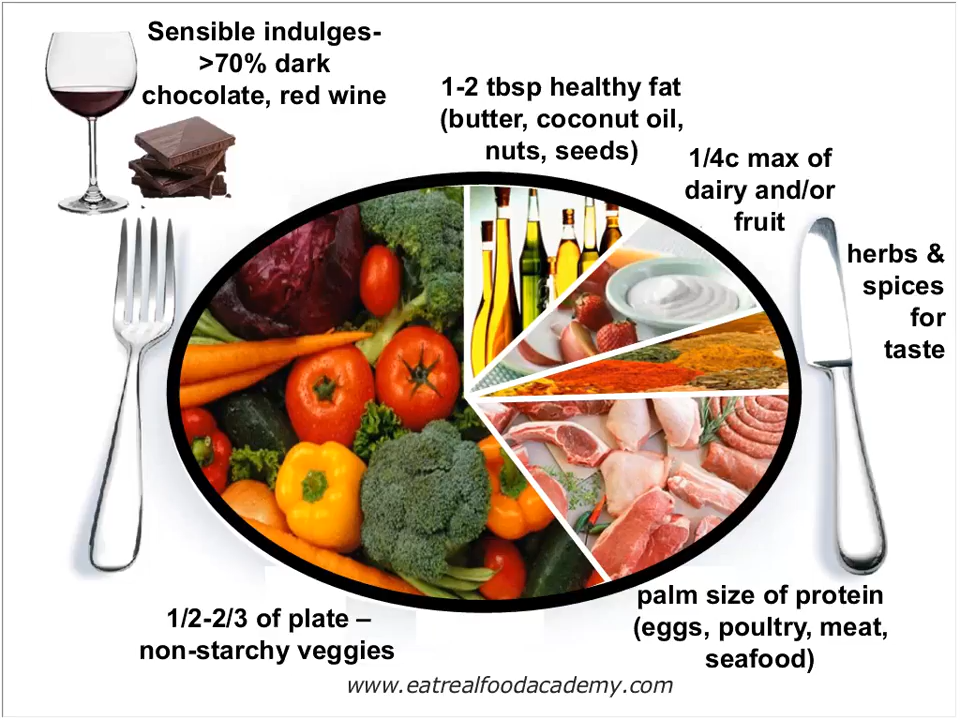 Sensible indulges-
>70% dark
chocolate, red wine
1-2 tbsp healthy fat
(butter, coconut oil,
nuts, seeds)
1/4c max of
dairy and/or
fruit
herbs &
spices
for
taste
palm size of protein
(eggs, poultry, meat,
seafood)
1/2-2/3 of plate –
non-starchy veggies
www.eatrealfoodacademy.com